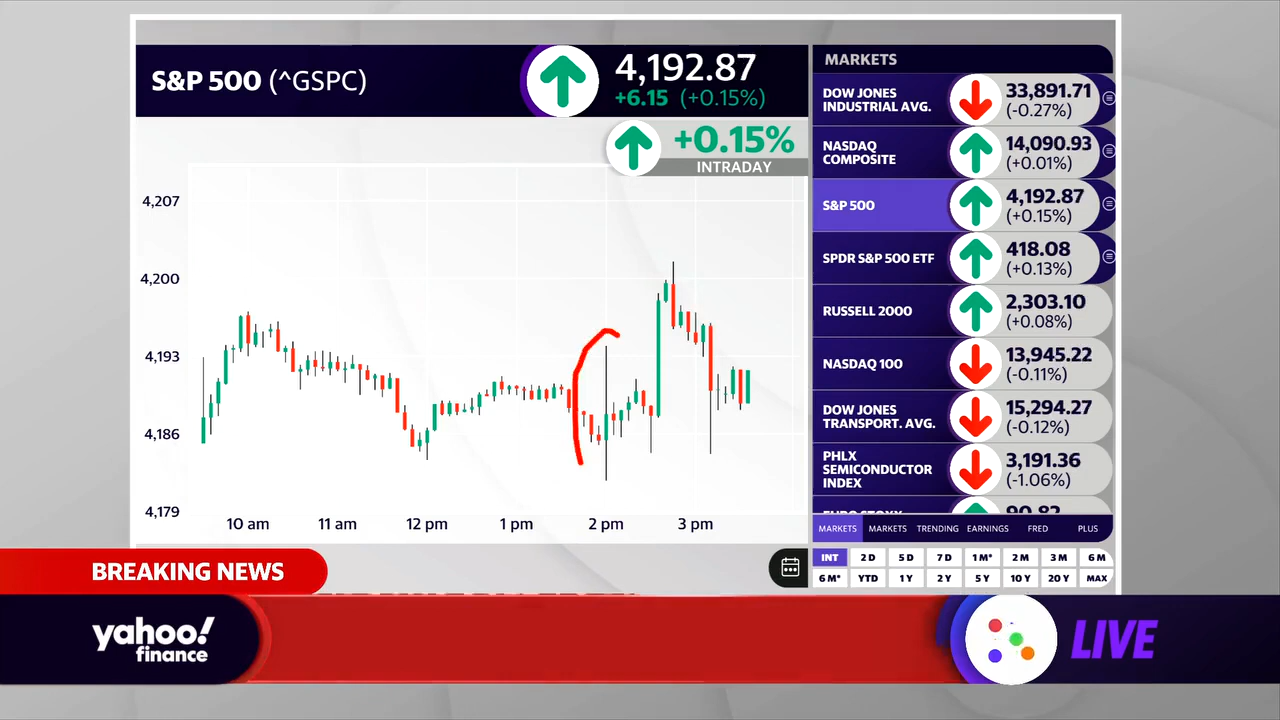 S&P 500 (^GSPC)
4,192.87
+6.15 (+0.15%)
+0.15%
INTRADAY
4,207
4,200
4,193
4,186
4,179
10 am 11 am 12 pm 1 pm 2 pm 3 pm
MARKETS
DOW JONES
INDUSTRIAL AVG.
33,891.71
(-0.27%)
NASDAQ
COMPOSITE
14,090.93
(+0.01%)
S&P 500
4,192.87
(+0.15%)
SPDR S&P 500 ETF
418.08
(+0.13%)
RUSSELL 2000
2,303.10
(+0.08%)
NASDAQ 100
13,945.22
(-0.11%)
DOW JONES
TRANSPORT. AVG.
15,294.27
(-0.12%)
PHLX
SEMICONDUCTOR
INDEX
3,191.36
(-1.06%)
MARKETS MARKETS TRENDING EARNINGS FRED PLUS
INT 2 D 5 D 7 D 1 M* 2 M 3 M 6 M
6 M* YTD 1 Y 2 Y 5 Y 10 Y 20 Y MAX
BREAKING NEWS
yahoo!
finance
LIVE